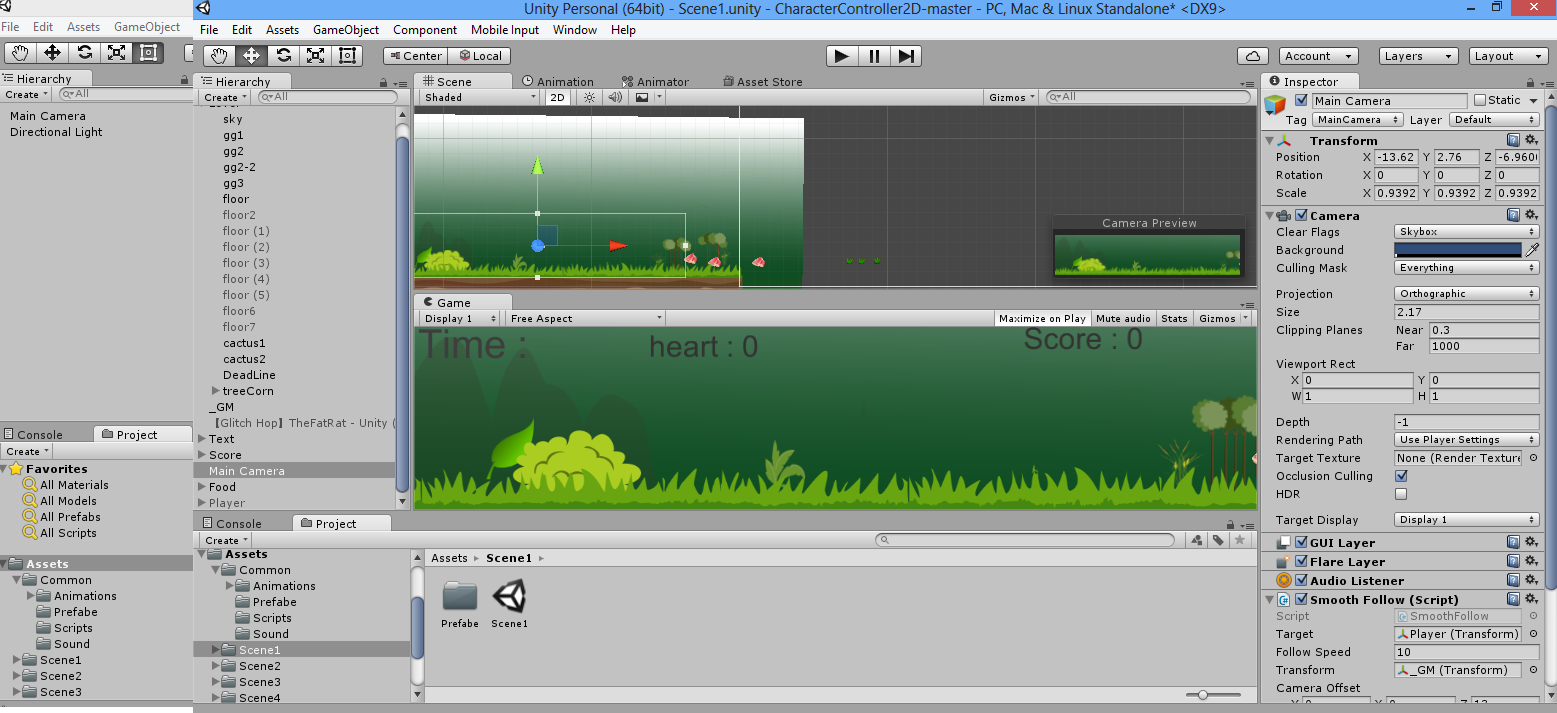 Unity Personal (64bit) - Scene1.unity - CharacterController2D-master - PC, Mac & Linux Standalone* <DX9>
File Edit Assets GameObject
File Edit Assets GameObject Component Mobile Input Window Help
Center Local
Account Layers Layout
Hierarchy
Create All
Main Camera
Directional Light
Console Project
Create
Favorites
All Materials
All Models
All Prefabs
All Scripts
Assets
Common
Animations
Prefabe
Scripts
Sound
Scene1
Scene2
Scene3
Hierarchy
Create All
sky
gg1
gg2
gg2-2
gg3
floor
floor2
floor (1)
floor (2)
floor (3)
floor (4)
floor (5)
floor6
floor7
cactus1
cactus2
DeadLine
treeCorn
_GM
[Glitch Hop] TheFatRat - Unity (
Text
Score
Main Camera
Food
Player
Scene Animation Animator Asset Store
Shaded 2D Gizmos All
Camera Preview
Game
Display 1 Free Aspect Maximize on Play Mute audio Stats Gizmos
Time : heart : 0 Score : 0
Console Project
Create
Assets
Common
Animations
Prefabe
Scripts
Sound
Scene1
Scene2
Scene3
Scene4
Assets Scene1
Prefabe Scene1
Inspector
Main Camera Static
Tag MainCamera Layer Default
Transform
Position X -13.62 Y 2.76 Z -6.960
Rotation X 0 Y 0 Z 0
Scale X 0.9392 Y 0.9392 Z 0.9392
Camera
Clear Flags Skybox
Background
Culling Mask Everything
Projection Orthographic
Size 2.17
Clipping Planes Near 0.3
Far 1000
Viewport Rect
X 0 Y 0
W 1 H 1
Depth -1
Rendering Path Use Player Settings
Target Texture None (Render Texture
Occlusion Culling
HDR
Target Display Display 1
GUI Layer
Flare Layer
Audio Listener
Smooth Follow (Script)
Script SmoothFollow
Target Player (Transform)
Follow Speed 10
Transform _GM (Transform)
Camera Offset